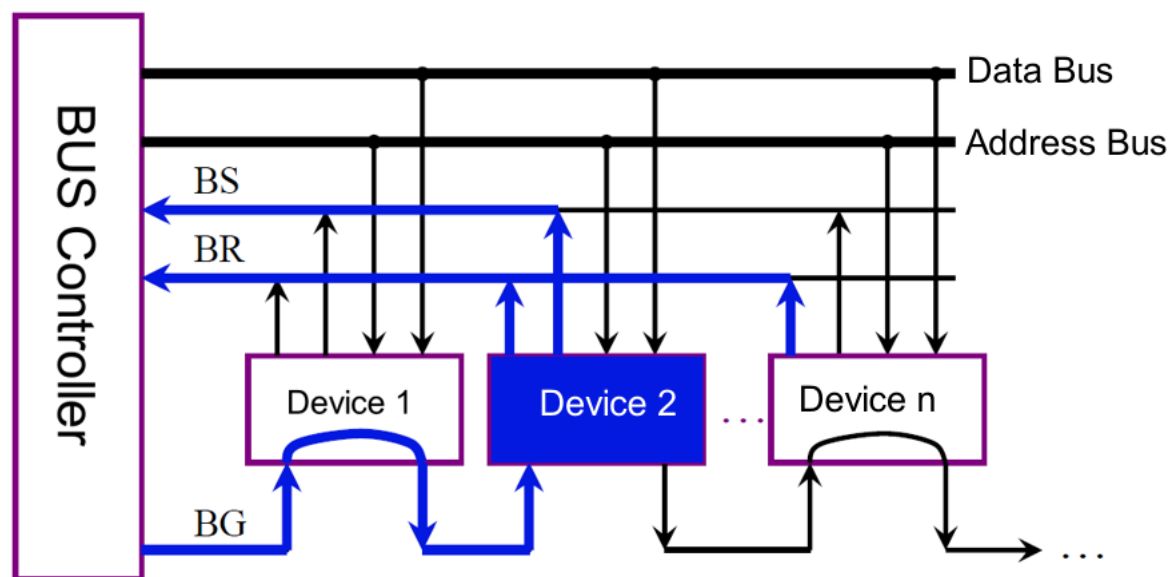 BUS Controller
Data Bus
Address Bus
BS
BR
Device 1
Device 2
...
Device n
BG
...